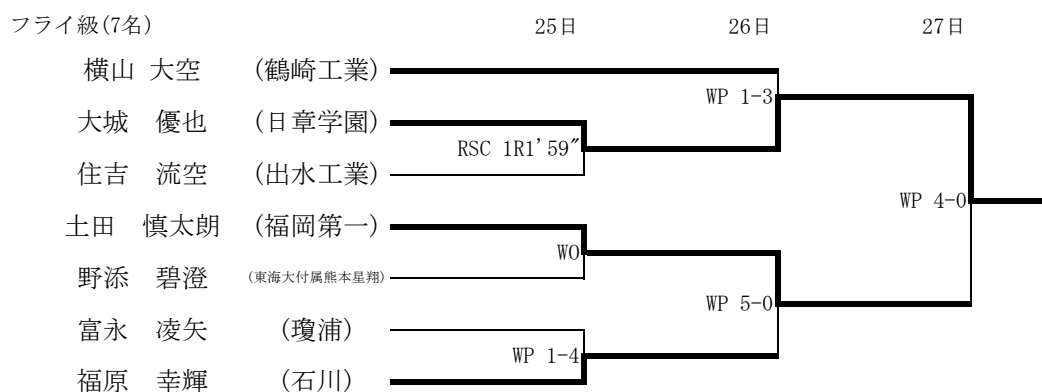 フライ級(7名) 25日 26日 27日
横山 大空 (鶴崎工業)
WP 1-3
大城 優也 (日章学園)
RSC 1R1'59"
住吉 流空 (出水工業)
WP 4-0
土田 慎太朗 (福岡第一)
WO
野添 碧澄 (東海大付属熊本星翔)
WP 5-0
富永 凌矢 (瓊浦)
WP 1-4
福原 幸輝 (石川)